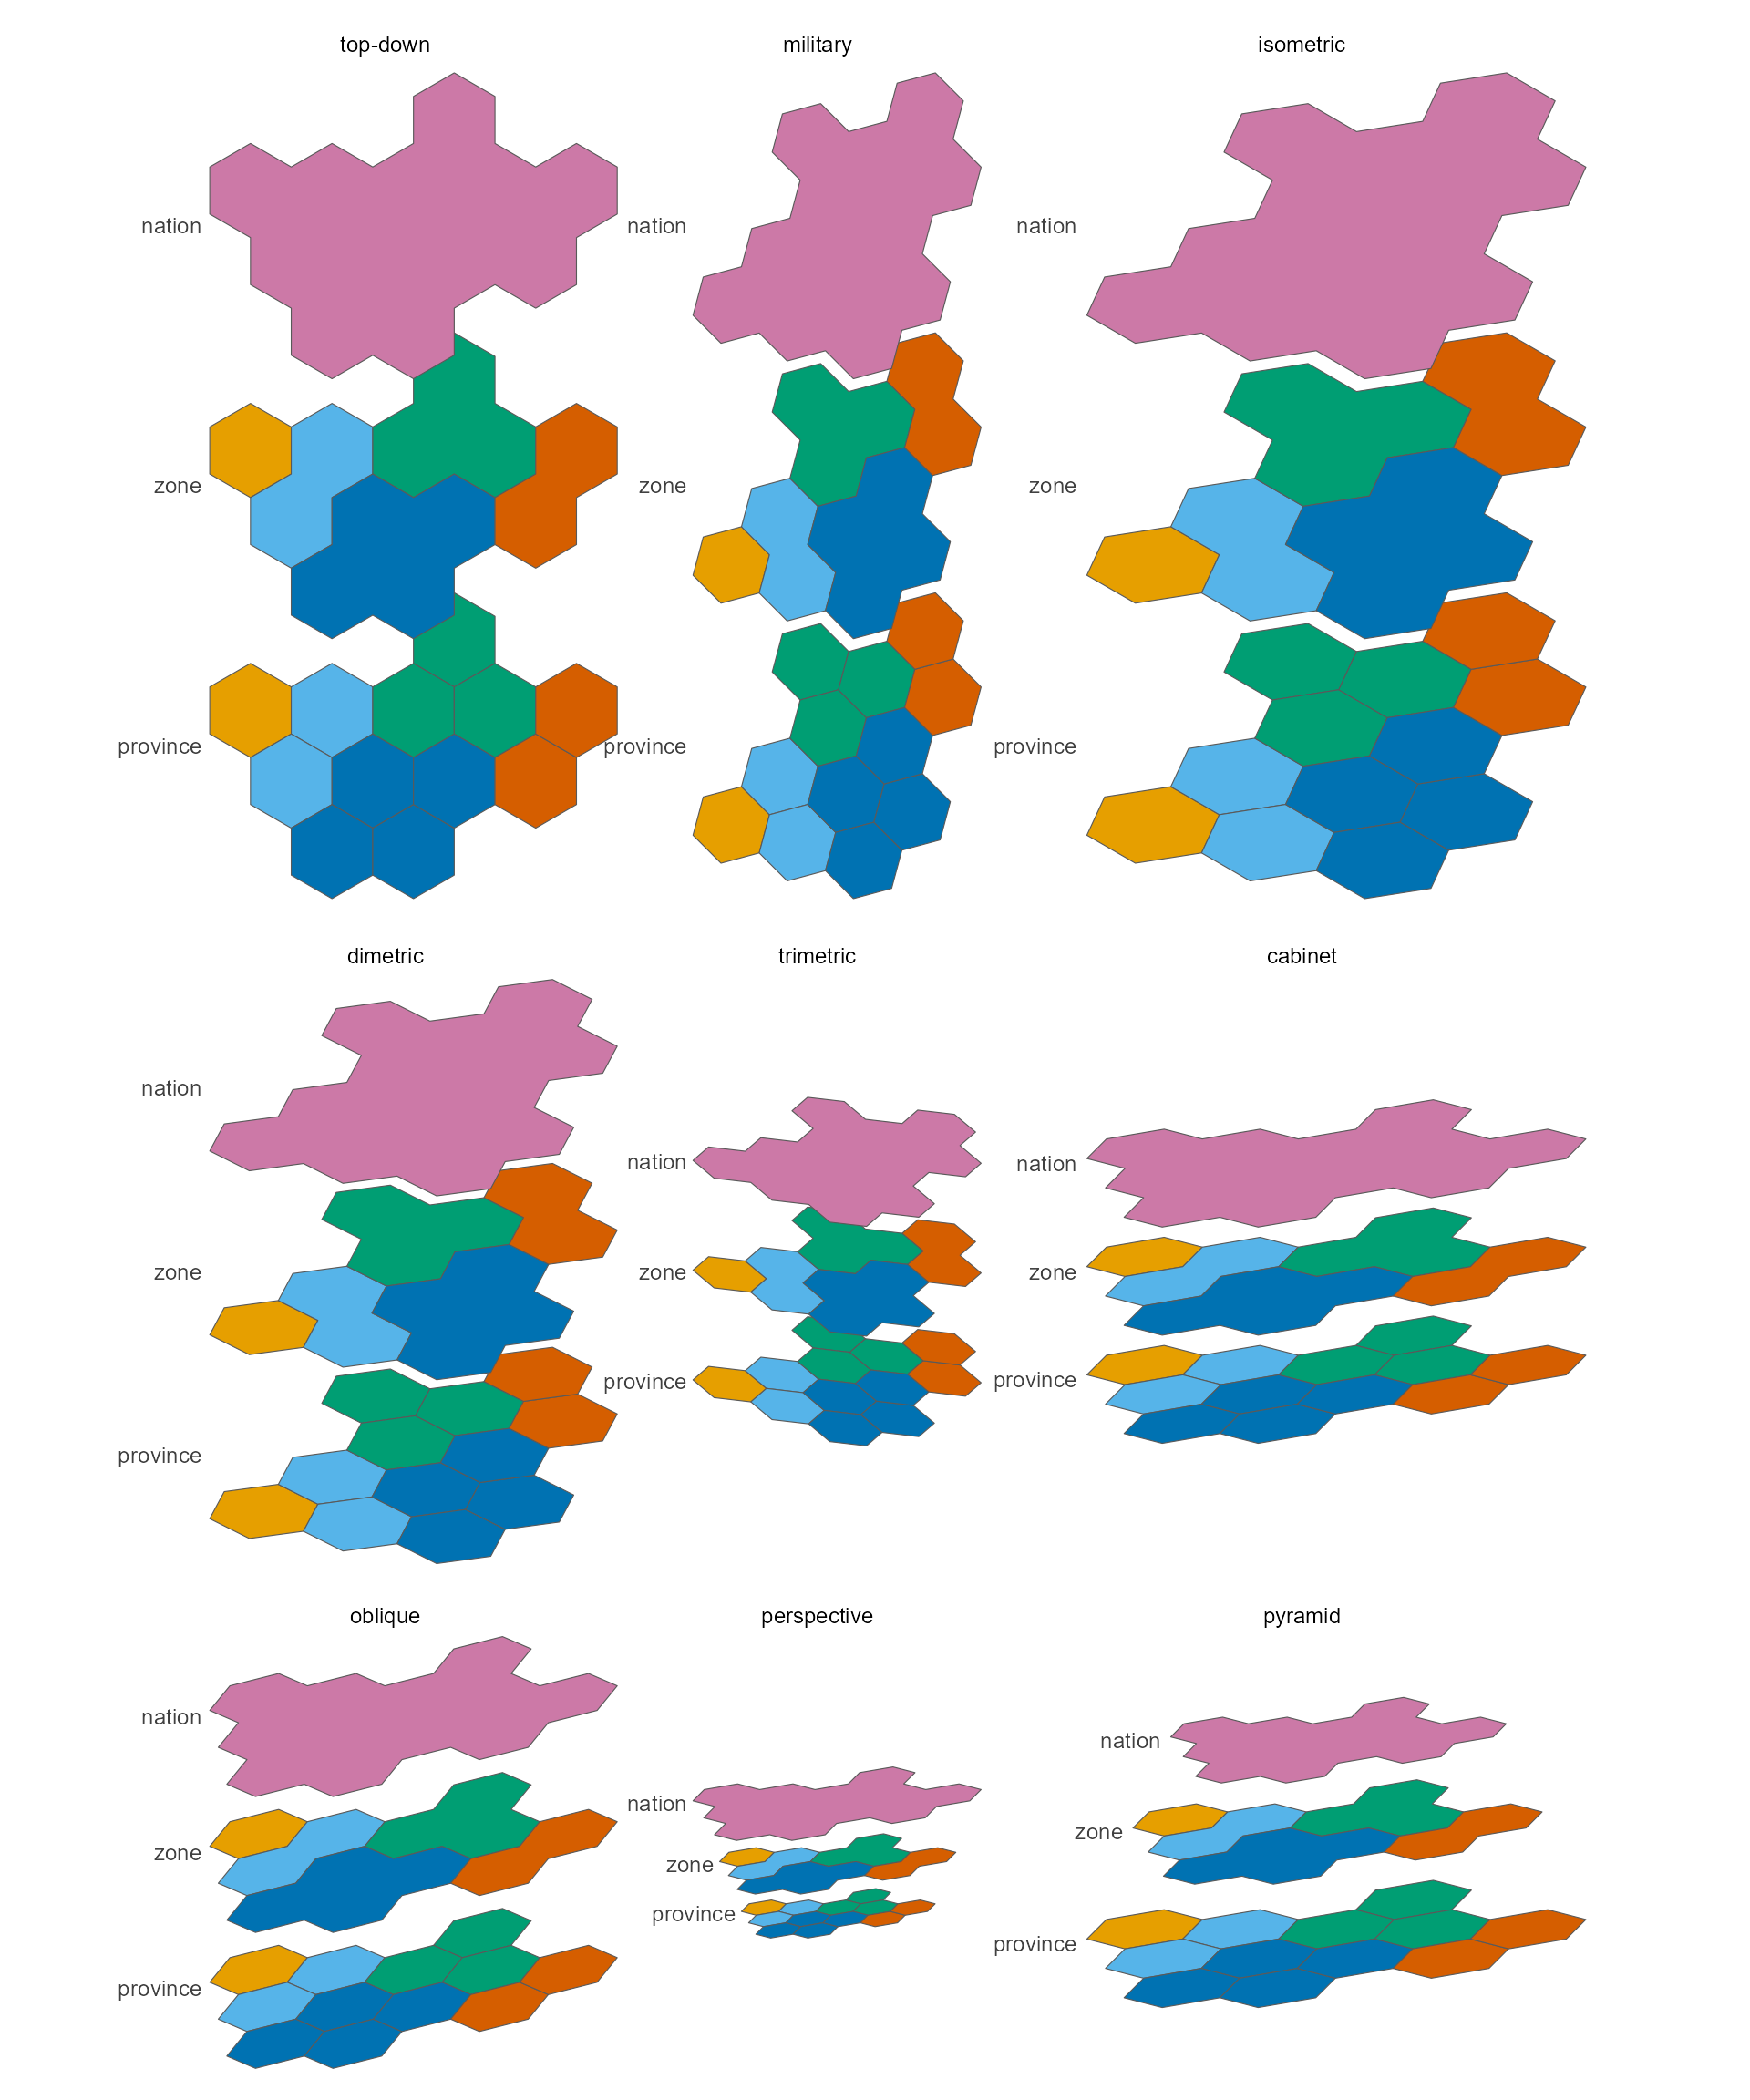 top-down
nation
zone
province
military
nation
zone
province
isometric
nation
zone
province
dimetric
nation
zone
province
trimetric
nation
zone
province
cabinet
nation
zone
province
oblique
nation
zone
province
perspective
nation
zone
province
pyramid
nation
zone
province